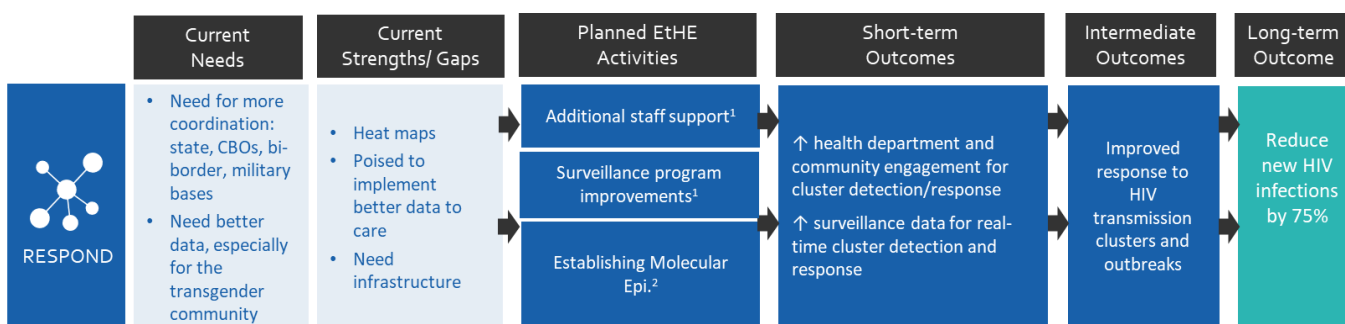 Current
Needs
Current
Strengths/ Gaps
Planned EtHE
Activities
Short-term
Outcomes
Intermediate
Outcomes
Long-term
Outcome
RESPOND
• Need for more
coordination:
state, CBOs, bi-
border, military
bases
• Need better
data, especially
for the
transgender
community
• Heat maps
• Poised to
implement
better data to
care
• Need
infrastructure
Additional staff support¹
Surveillance program
improvements¹
Establishing Molecular
Epi.²
↑ health department and
community engagement for
cluster detection/response
↑ surveillance data for real-
time cluster detection and
response
Improved
response to
HIV
transmission
clusters and
outbreaks
Reduce
new HIV
infections
by 75%